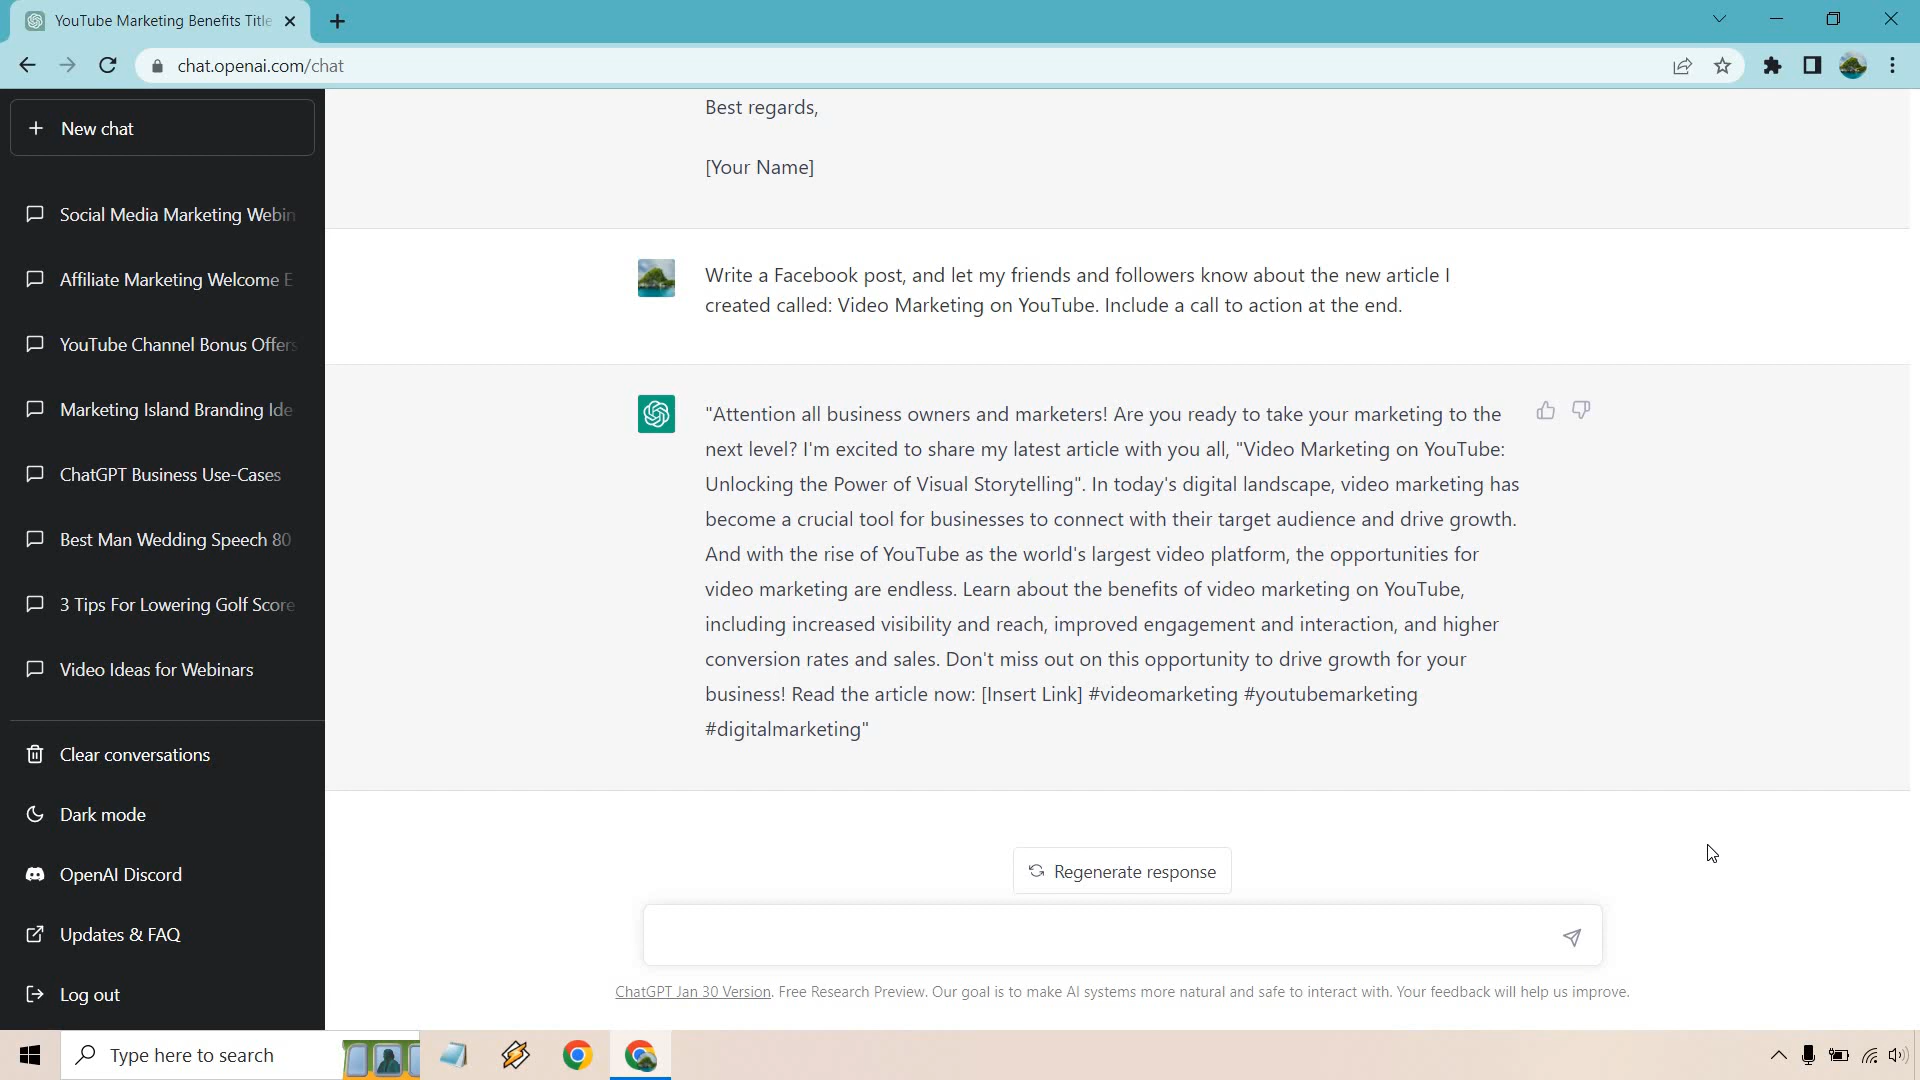 YouTube Marketing Benefits Title
chat.openai.com/chat
New chat
Social Media Marketing Webin
Affiliate Marketing Welcome E
YouTube Channel Bonus Offers
Marketing Island Branding Ide
ChatGPT Business Use-Cases
Best Man Wedding Speech 80
3 Tips For Lowering Golf Score
Video Ideas for Webinars
Clear conversations
Dark mode
OpenAI Discord
Updates & FAQ
Log out
Best regards,
[Your Name]
Write a Facebook post, and let my friends and followers know about the new article I
created called: Video Marketing on YouTube. Include a call to action at the end.
"Attention all business owners and marketers! Are you ready to take your marketing to the
next level? I'm excited to share my latest article with you all, "Video Marketing on YouTube:
Unlocking the Power of Visual Storytelling". In today's digital landscape, video marketing has
become a crucial tool for businesses to connect with their target audience and drive growth.
And with the rise of YouTube as the world's largest video platform, the opportunities for
video marketing are endless. Learn about the benefits of video marketing on YouTube,
including increased visibility and reach, improved engagement and interaction, and higher
conversion rates and sales. Don't miss out on this opportunity to drive growth for your
business! Read the article now: [Insert Link] #videomarketing #youtubemarketing
#digitalmarketing"
Regenerate response
ChatGPT Jan 30 Version. Free Research Preview. Our goal is to make AI systems more natural and safe to interact with. Your feedback will help us improve.
Type here to search